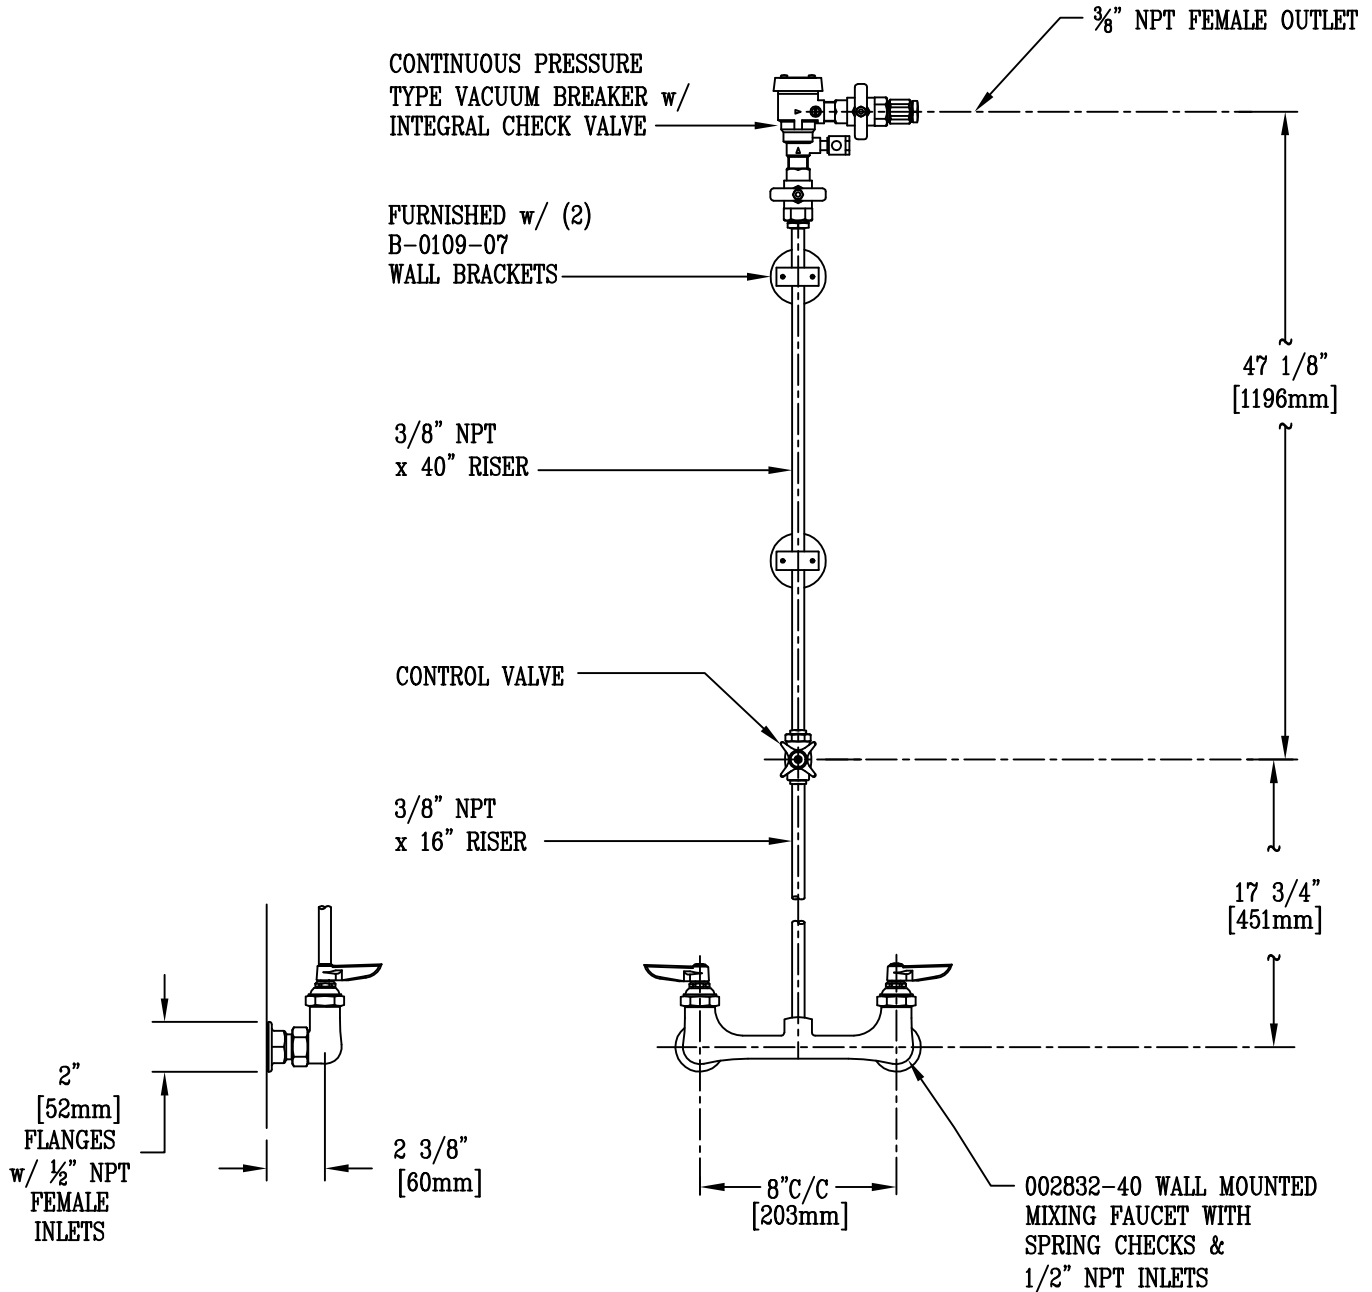 ⅜" NPT FEMALE OUTLET
CONTINUOUS PRESSURE
TYPE VACUUM BREAKER w/
INTEGRAL CHECK VALVE
FURNISHED w/ (2)
B-0109-07
WALL BRACKETS
47 1/8"
[1196mm]
3/8" NPT
x 40" RISER
CONTROL VALVE
3/8" NPT
x 16" RISER
17 3/4"
[451mm]
2"
[52mm]
FLANGES
w/ ½" NPT
FEMALE
INLETS
2 3/8"
[60mm]
8"C/C
[203mm]
002832-40 WALL MOUNTED
MIXING FAUCET WITH
SPRING CHECKS &
1/2" NPT INLETS